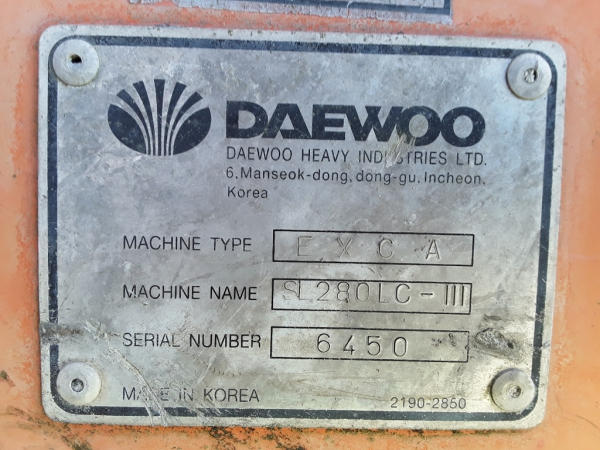 DAEWOO
DAEWOO HEAVY INDUSTRIES LTD.
6, Manseok-dong, dong-gu, Incheon,
Korea
MACHINE TYPE EXCA
MACHINE NAME SL280LC-III
SERIAL NUMBER 6450
MADE IN KOREA 2190-2850